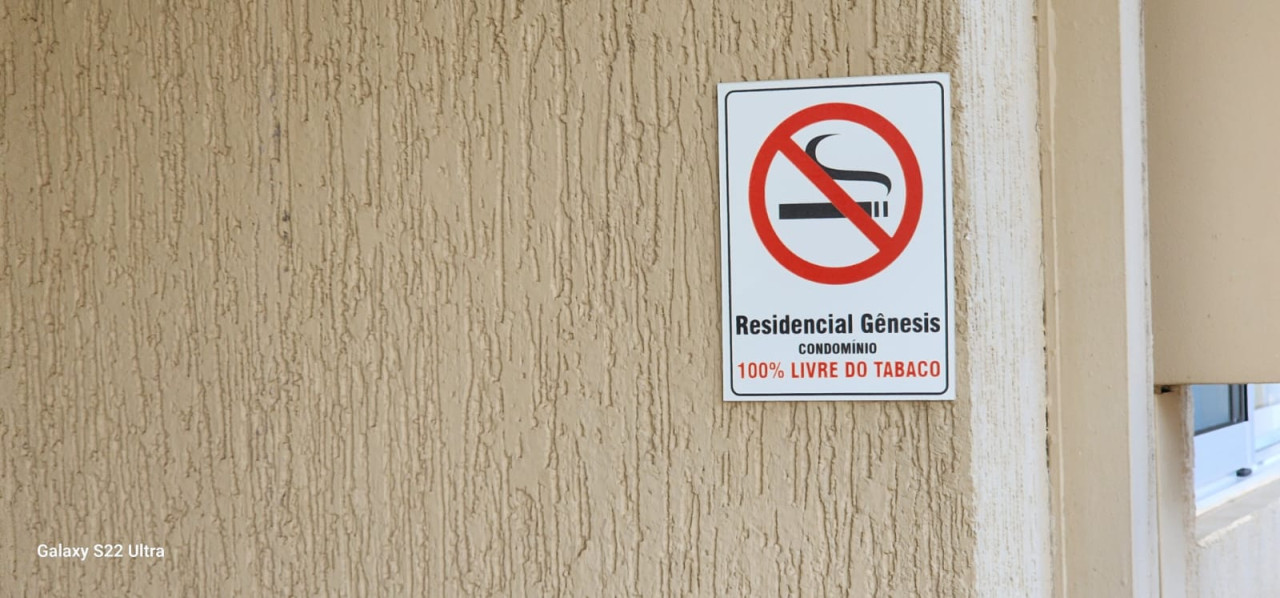 Residencial Gênesis
CONDOMÍNIO
100% LIVRE DO TABACO
Galaxy S22 Ultra